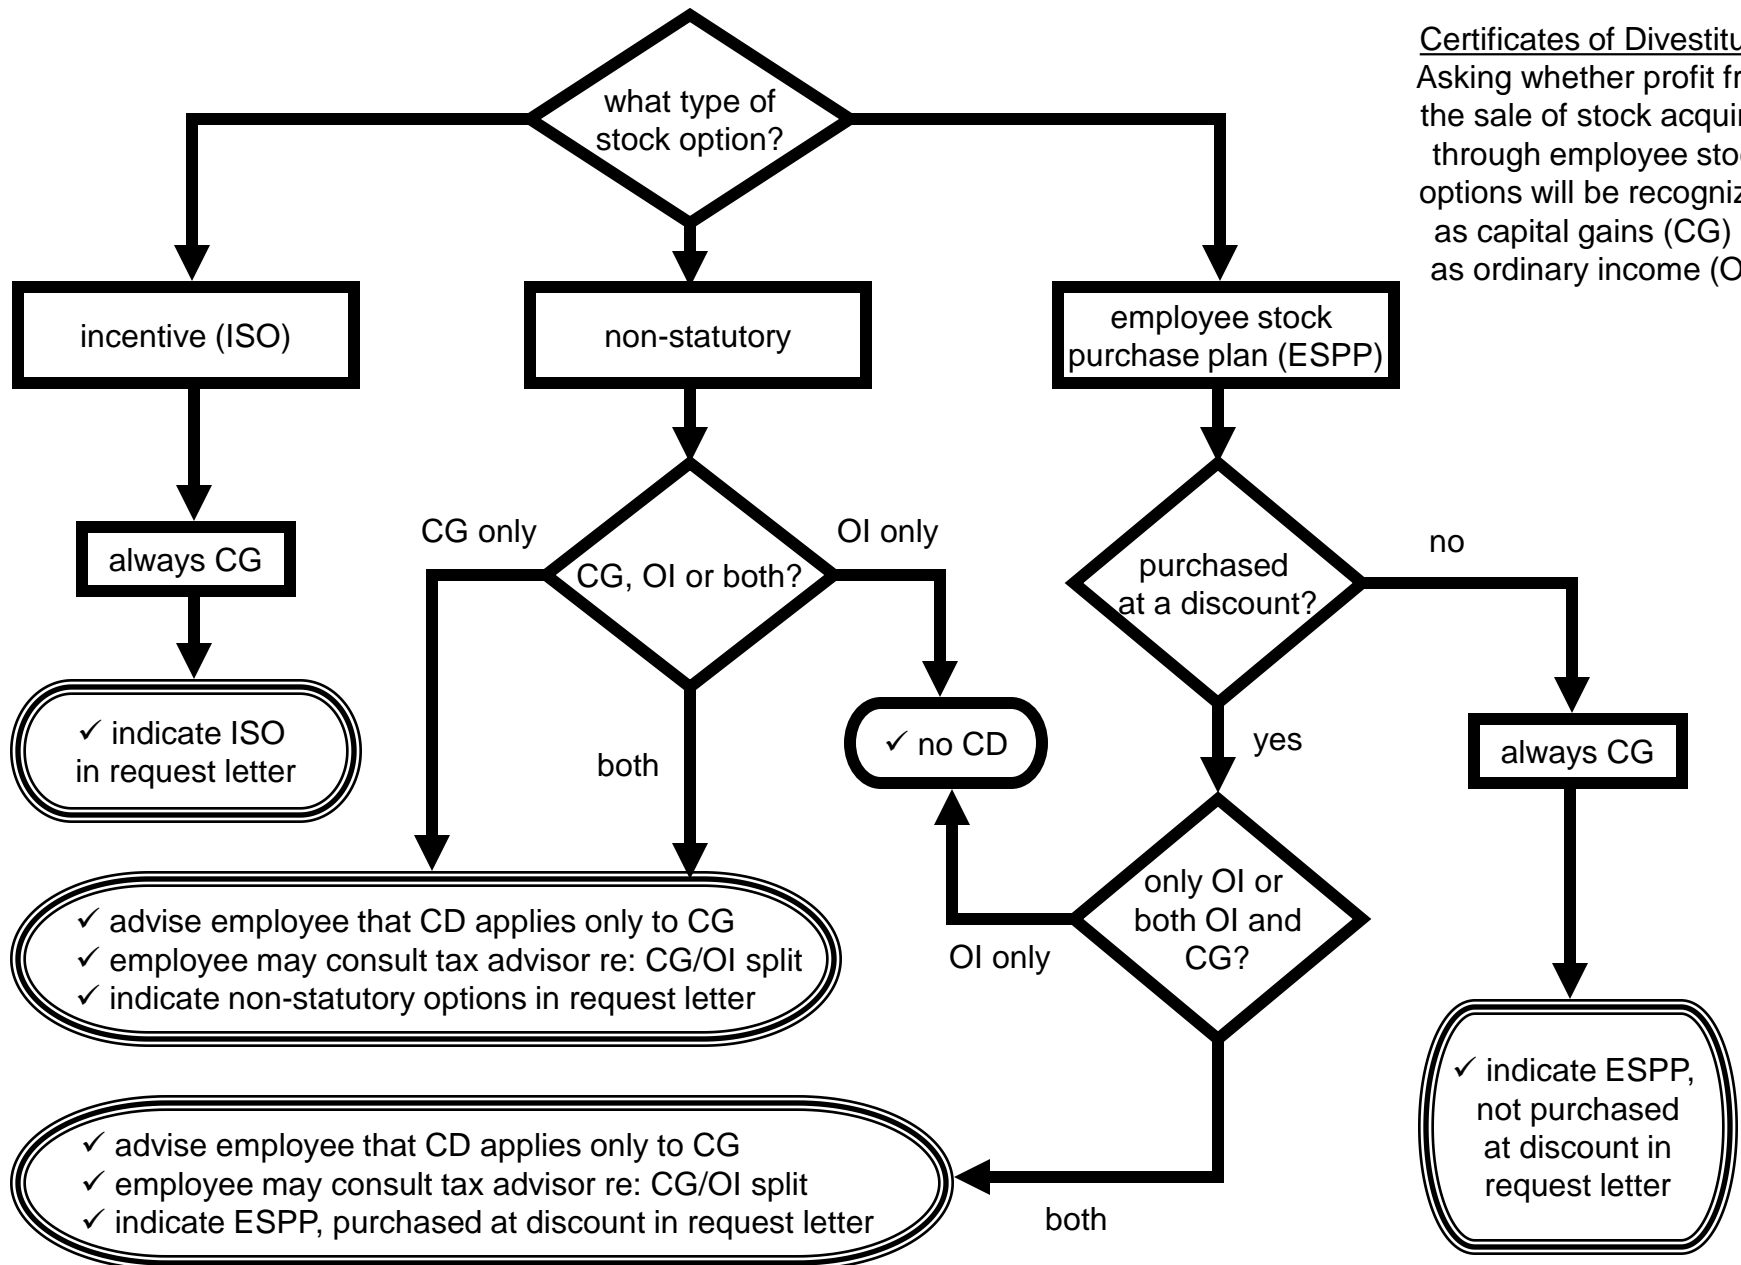 Certificates of Divestitu
Asking whether profit fr
the sale of stock acquir
through employee stoc
options will be recogniz
as capital gains (CG)
as ordinary income (O
what type of
stock option?
incentive (ISO)
non-statutory
employee stock
purchase plan (ESPP)
CG only
OI only
no
always CG
CG, OI or both?
purchased
at a discount?
✓ indicate ISO
in request letter
both
✓ no CD
yes
always CG
✓ advise employee that CD applies only to CG
✓ employee may consult tax advisor re: CG/OI split
✓ indicate non-statutory options in request letter
OI only
only OI or
both OI and
CG?
✓ indicate ESPP,
not purchased
at discount in
request letter
✓ advise employee that CD applies only to CG
✓ employee may consult tax advisor re: CG/OI split
✓ indicate ESPP, purchased at discount in request letter
both